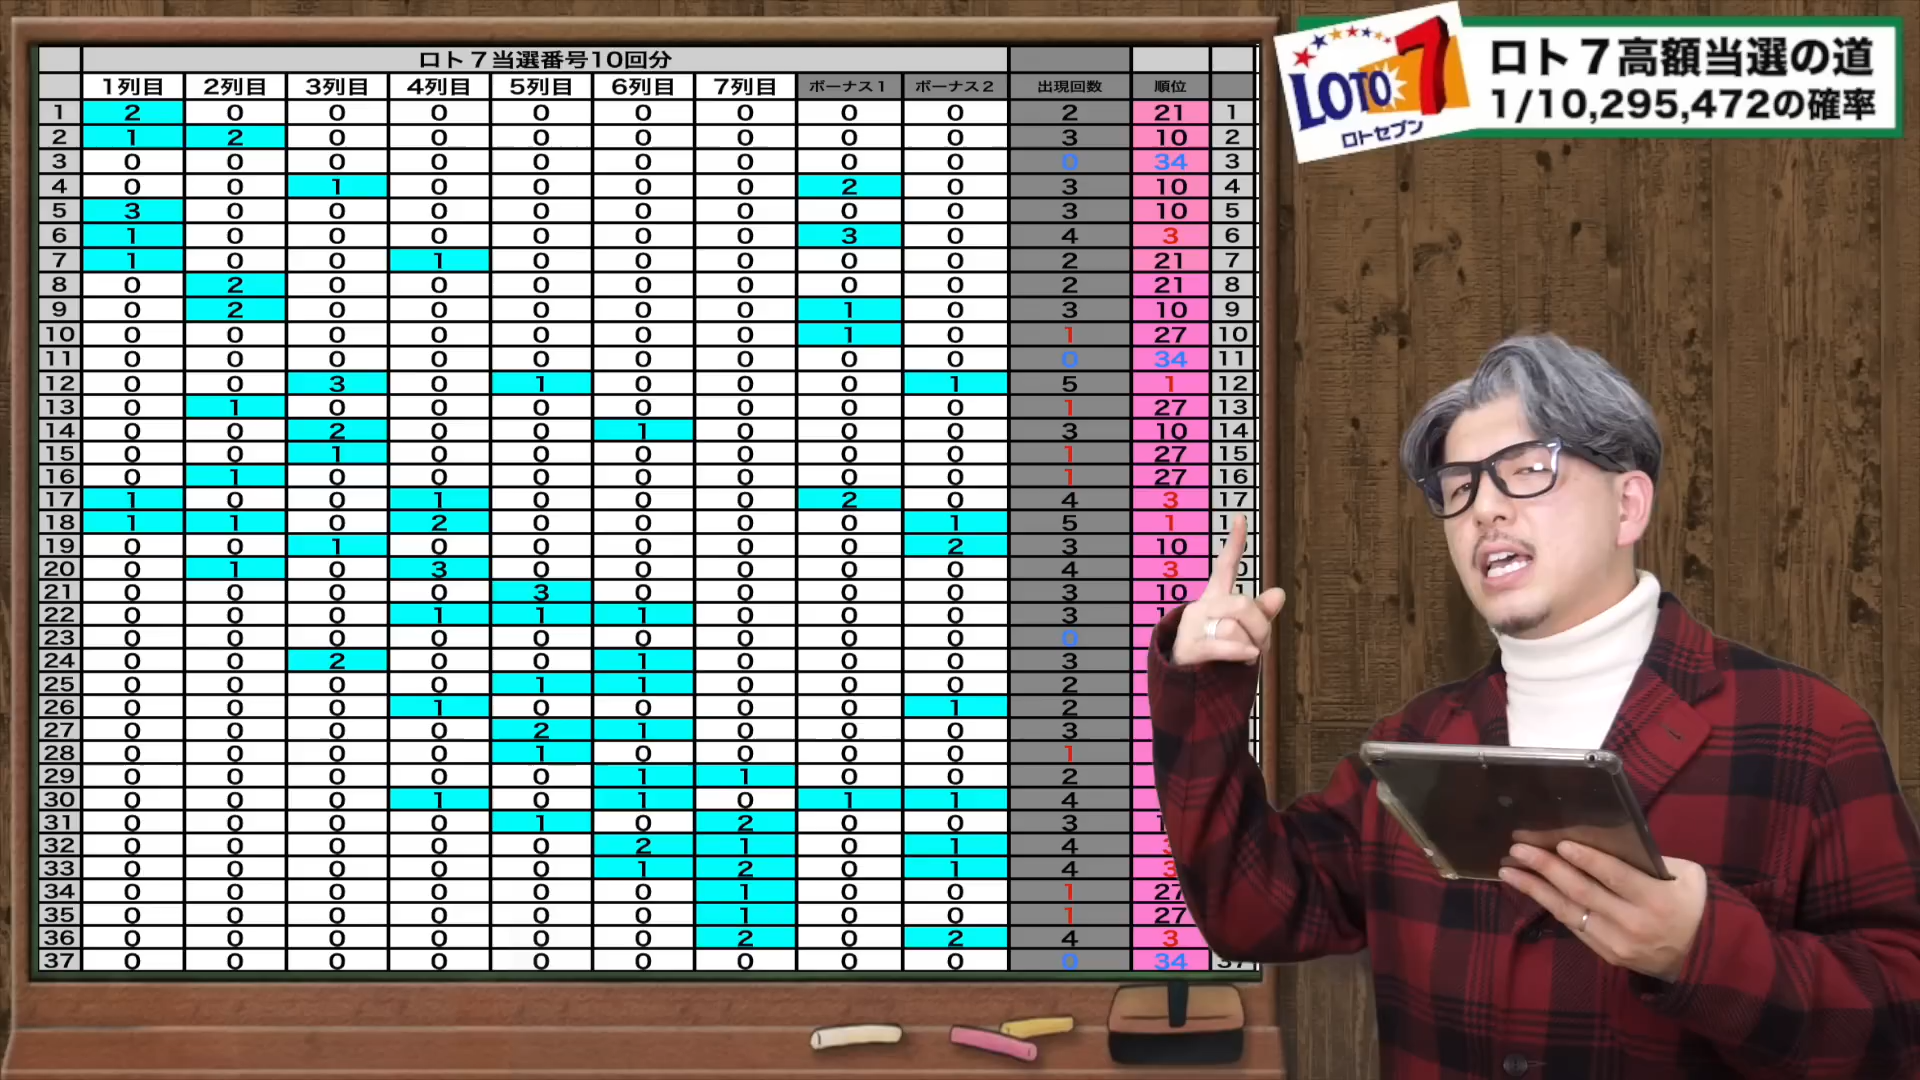 ロト７当選番号10回分
1列目 2列目 3列目 4列目 5列目 6列目 7列目 ボーナス1 ボーナス2 出現回数 順位
1 2 0 0 0 0 0 0 0 0 2 21 1
2 1 2 0 0 0 0 0 0 0 3 10 2
3 0 0 0 0 0 0 0 0 0 0 34 3
4 0 0 1 0 0 0 0 2 0 3 10 4
5 3 0 0 0 0 0 0 0 0 3 10 5
6 1 0 0 0 0 0 0 3 0 4 3 6
7 1 0 0 1 0 0 0 0 0 2 21 7
8 0 2 0 0 0 0 0 0 0 2 21 8
9 0 2 0 0 0 0 0 1 0 3 10 9
10 0 0 0 0 0 0 0 1 0 1 27 10
11 0 0 0 0 0 0 0 0 0 0 34 11
12 0 0 3 0 1 0 0 0 1 5 1 12
13 0 1 0 0 0 0 0 0 0 1 27 13
14 0 0 2 0 0 1 0 0 0 3 10 14
15 0 0 1 0 0 0 0 0 0 1 27 15
16 0 1 0 0 0 0 0 0 0 1 27 16
17 1 0 0 1 0 0 0 2 0 4 3 17
18 1 1 0 2 0 0 0 0 1 5 1
19 0 0 1 0 0 0 0 0 2 3 10
20 0 1 0 3 0 0 0 0 0 4 3
21 0 0 0 0 3 0 0 0 0 3 10
22 0 0 0 1 1 1 0 0 0 3
23 0 0 0 0 0 0 0 0 0 0
24 0 0 2 0 0 1 0 0 0 3
25 0 0 0 0 1 1 0 0 0 2
26 0 0 0 1 0 0 0 0 1 2
27 0 0 0 0 2 1 0 0 0 3
28 0 0 0 0 1 0 0 0 0 1
29 0 0 0 0 0 1 1 0 0 2
30 0 0 0 1 0 1 0 1 1 4
31 0 0 0 0 1 0 2 0 0 3
32 0 0 0 0 0 2 1 0 1 4
33 0 0 0 0 0 1 2 0 1 4
34 0 0 0 0 0 0 1 0 0 1 27
35 0 0 0 0 0 0 1 0 0 1 27
36 0 0 0 0 0 0 2 0 2 4 3
37 0 0 0 0 0 0 0 0 0 0 34 37
LOTO 7
ロトセブン
ロト７高額当選の道
1/10,295,472の確率